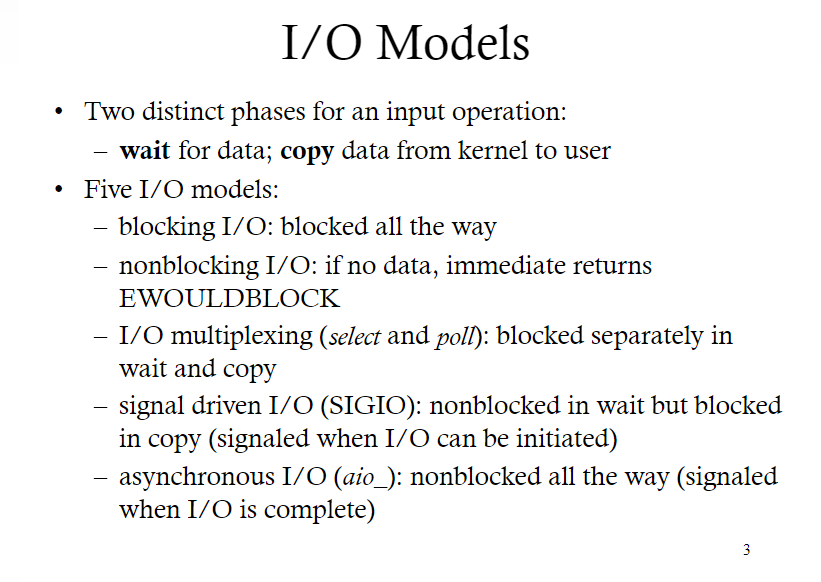 I/O Models
• Two distinct phases for an input operation:
– wait for data; copy data from kernel to user
• Five I/O models:
– blocking I/O: blocked all the way
– nonblocking I/O: if no data, immediate returns
EWOULDBLOCK
– I/O multiplexing (select and poll): blocked separately in
wait and copy
– signal driven I/O (SIGIO): nonblocked in wait but blocked
in copy (signaled when I/O can be initiated)
– asynchronous I/O (aio_): nonblocked all the way (signaled
when I/O is complete)
3